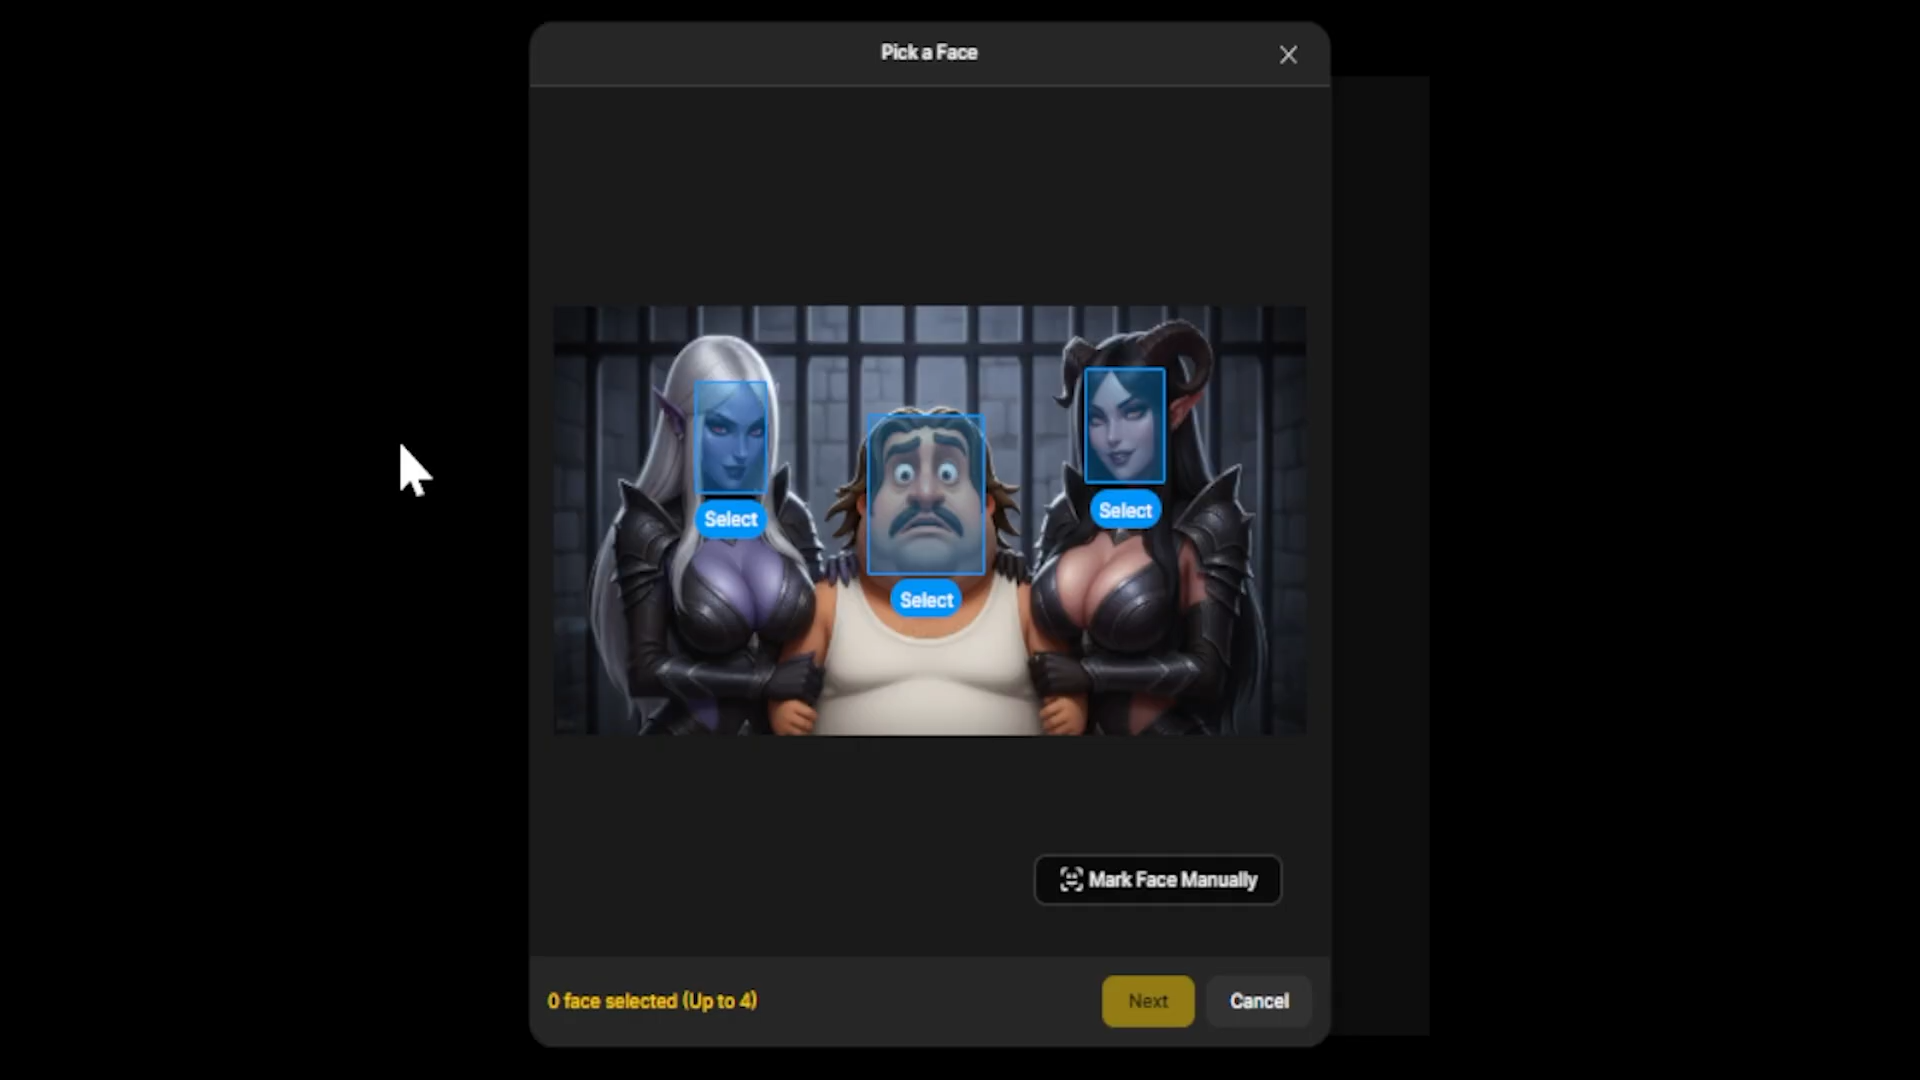 Pick a Face
Select
Select
Select
Mark Face Manually
0 face selected (Up to 4)
Next
Cancel